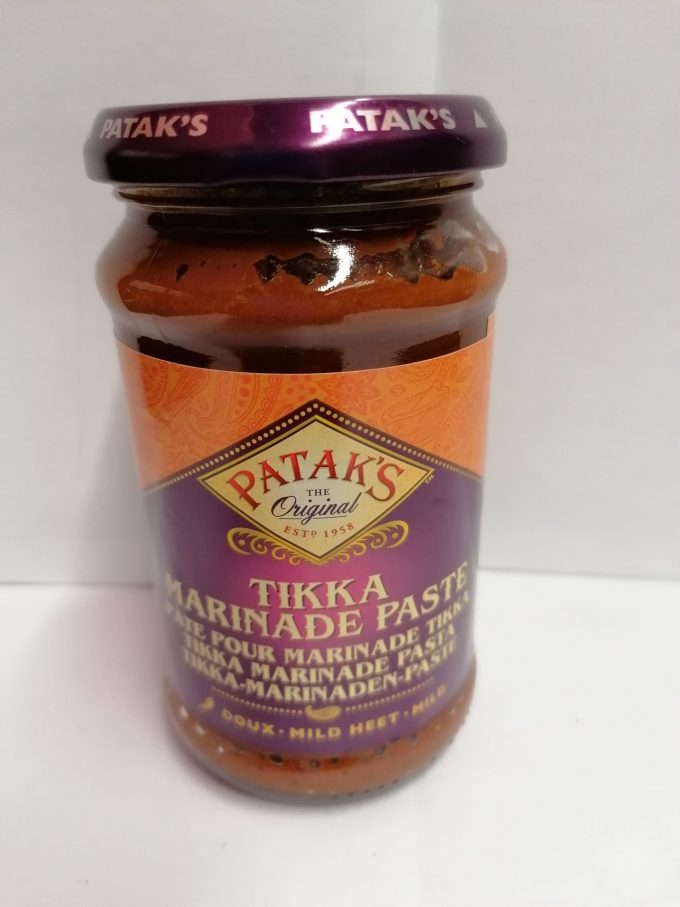 PATAK'S PATAK'S
PATAK'S
THE
Original
ESTD 1958
TIKKA
MARINADE PASTE
PÂTE POUR MARINADE TIKKA
TIKKA MARINADE PASTA
TIKKA-MARINADEN-PASTE
DOUX · MILD HEET · MILD